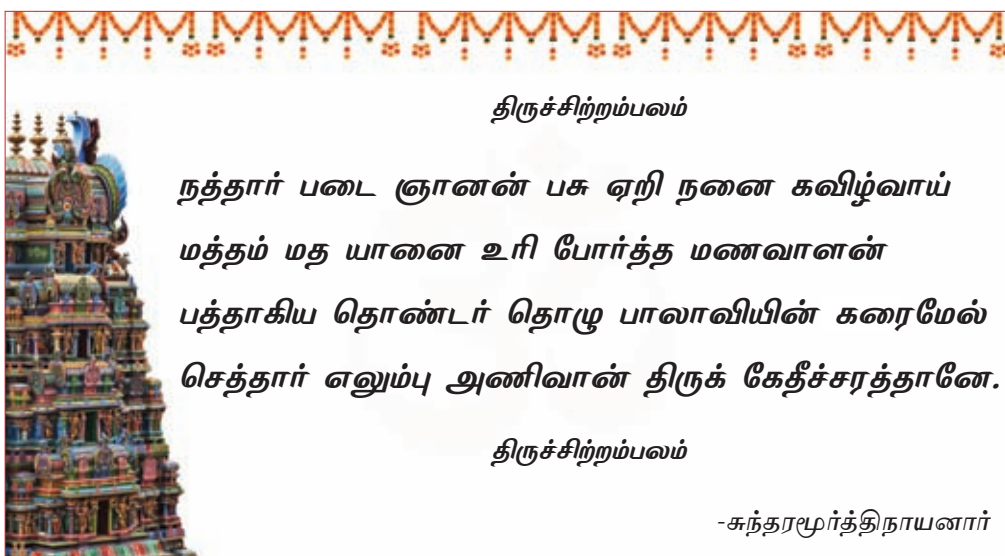 திருச்சிற்றம்பலம்
நத்தார் படை ஞானன் பசு ஏறி நனை கவிழ்வாய்
மத்தம் மத யானை உரி போர்த்த மணவாளன்
பத்தாகிய தொண்டர் தொழு பாலாவியின் கரைமேல்
செத்தார் எலும்பு அணிவான் திருக் கேதீச்சரத்தானே.
திருச்சிற்றம்பலம்
-சுந்தரமூர்த்திநாயனார்